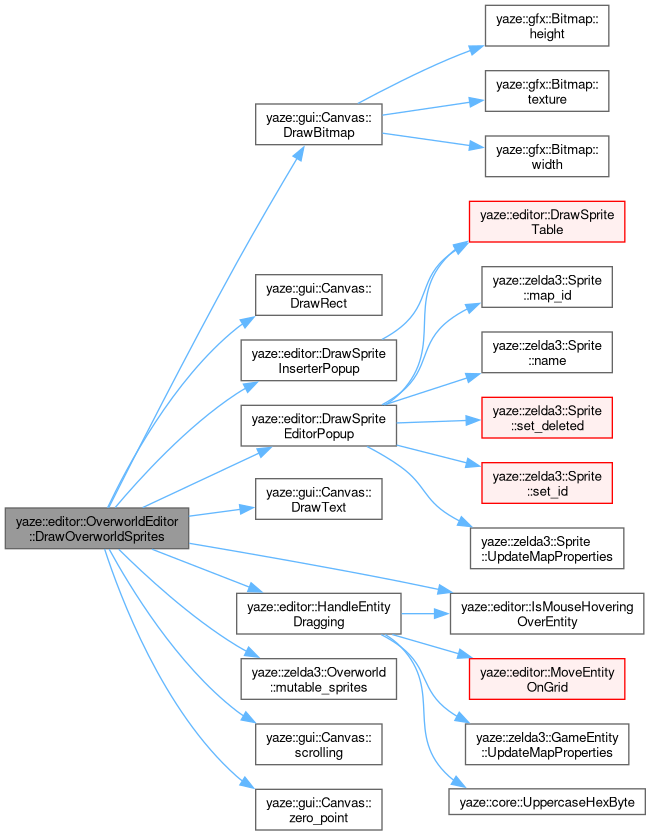 yaze::editor::OverworldEditor
::DrawOverworldSprites
yaze::gui::Canvas::
DrawBitmap
yaze::gfx::Bitmap::
height
yaze::gfx::Bitmap::
texture
yaze::gfx::Bitmap::
width
yaze::gui::Canvas::
DrawRect
yaze::editor::DrawSprite
InserterPopup
yaze::editor::DrawSprite
Table
yaze::editor::DrawSprite
EditorPopup
yaze::zelda3::Sprite
::map_id
yaze::zelda3::Sprite
::name
yaze::zelda3::Sprite
::set_deleted
yaze::zelda3::Sprite
::set_id
yaze::zelda3::Sprite
::UpdateMapProperties
yaze::gui::Canvas::
DrawText
yaze::editor::HandleEntity
Dragging
yaze::editor::IsMouseHovering
OverEntity
yaze::editor::MoveEntity
OnGrid
yaze::zelda3::GameEntity
::UpdateMapProperties
yaze::core::UppercaseHexByte
yaze::zelda3::Overworld
::mutable_sprites
yaze::gui::Canvas::
scrolling
yaze::gui::Canvas::
zero_point